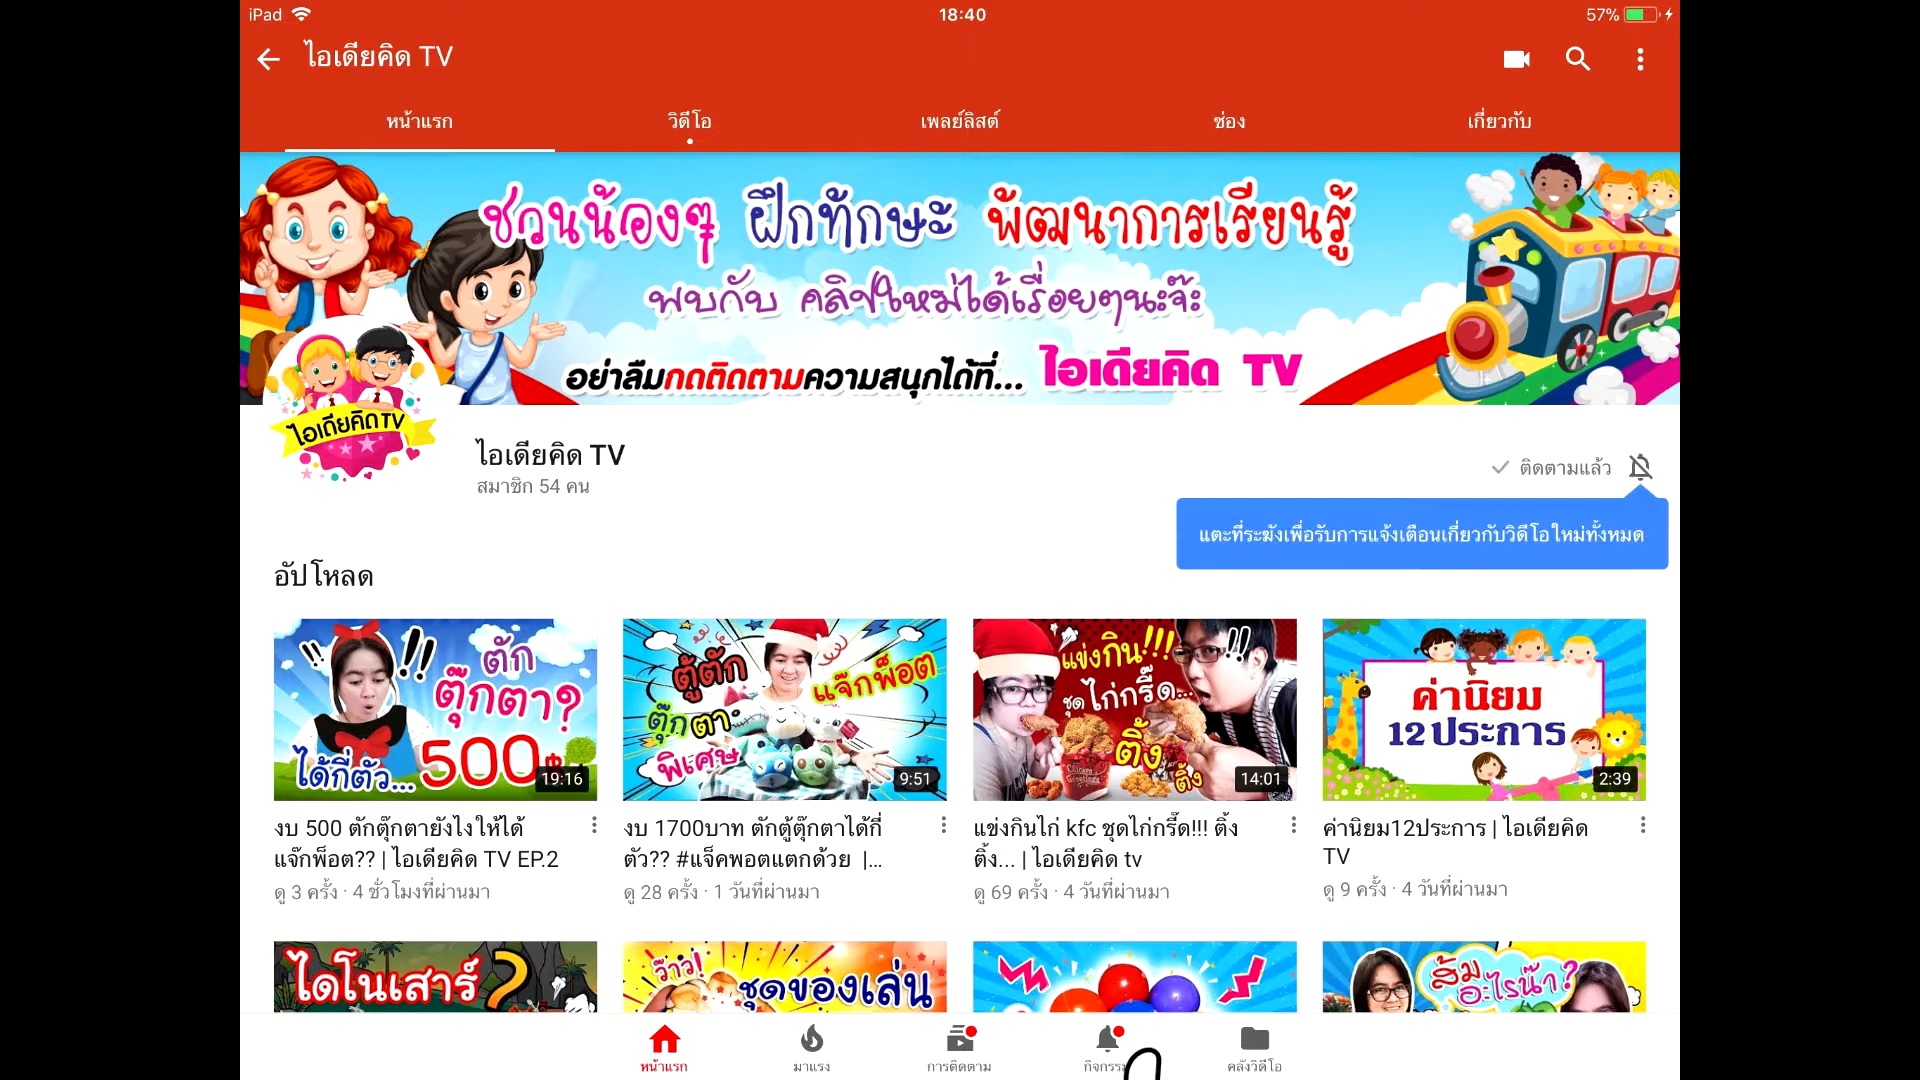 iPad
18:40
57%
ไอเดียคิด TV
หน้าแรก
วิดีโอ
เพลย์ลิสต์
ช่อง
เกี่ยวกับ
ชวนน้องๆ ฝึกทักษะ พัฒนาการเรียนรู้
พบกับ คลิปใหม่ได้เรื่อยๆนะจ๊ะ
อย่าลืมกดติดตามความสนุกได้ที่... ไอเดียคิด TV
ไอเดียคิดTV
ไอเดียคิด TV
สมาชิก 54 คน
ติดตามแล้ว
แตะที่ระฆังเพื่อรับการแจ้งเตือนเกี่ยวกับวิดีโอใหม่ทั้งหมด
อัปโหลด
!! !! ตัก
ตุ๊กตา?
ได้กี่ตัว... 500฿
19:16
ตู้ตัก
แจ๊กพ็อต
ตุ๊กตา
พิเศษ
9:51
แข่งกิน!!! !!
ชุดไก่กรี๊ด...
ติ้ง
ติ้ง
14:01
ค่านิยม
12ประการ
2:39
งบ 500 ตักตุ๊กตายังไงให้ได้
แจ๊กพ็อต?? | ไอเดียคิด TV EP.2
ดู 3 ครั้ง · 4 ชั่วโมงที่ผ่านมา
งบ 1700บาท ตักตู้ตุ๊กตาได้กี่
ตัว?? #แจ็คพอตแตกด้วย |...
ดู 28 ครั้ง · 1 วันที่ผ่านมา
แข่งกินไก่ kfc ชุดไก่กรี๊ด!!! ติ้ง
ติ้ง... | ไอเดียคิด tv
ดู 69 ครั้ง · 4 วันที่ผ่านมา
ค่านิยม12ประการ | ไอเดียคิด
TV
ดู 9 ครั้ง · 4 วันที่ผ่านมา
ไดโนเสาร์ ?
ว๊าว!
ชุดของเล่น
ส้ม
อะไรน๊า?
หน้าแรก
มาแรง
การติดตาม
กิจกรรม
คลังวิดีโอ